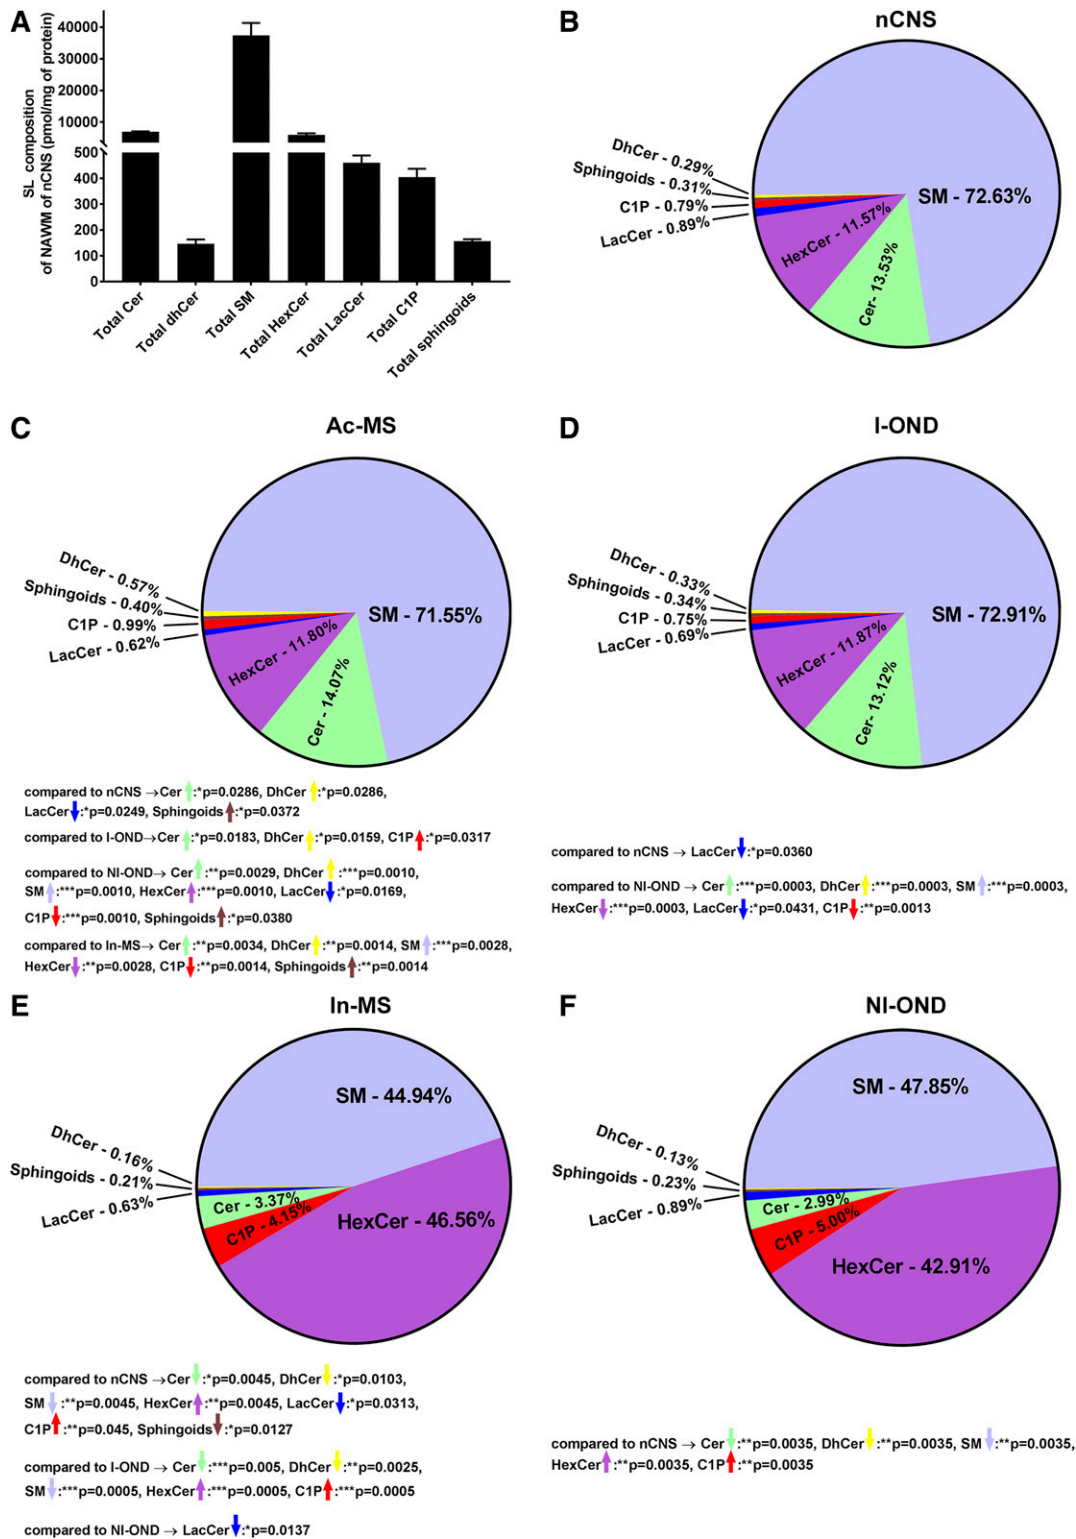 A
SL composition
of NAWM of nCNS (pmol/mg of protein)
40000
30000
20000
10000
500
400
300
200
100
0
Total Cer
Total dhCer
Total SM
Total HexCer
Total LacCer
Total C1P
Total sphingoids
B
nCNS
DhCer - 0.29%
Sphingoids - 0.31%
C1P - 0.79%
LacCer - 0.89%
SM - 72.63%
HexCer - 11.57%
Cer- 13.53%
C
Ac-MS
DhCer - 0.57%
Sphingoids - 0.40%
C1P - 0.99%
LacCer - 0.62%
SM - 71.55%
HexCer - 11.80%
Cer - 14.07%
compared to nCNS →Cer↑:*p=0.0286, DhCer↑:*p=0.0286,
LacCer↓:*p=0.0249, Sphingoids↑:*p=0.0372
compared to I-OND→Cer↑:*p=0.0183, DhCer↑:*p=0.0159, C1P↑:*p=0.0317
compared to NI-OND→ Cer↑:**p=0.0029, DhCer↑:***p=0.0010,
SM↑:***p=0.0010, HexCer↑:***p=0.0010, LacCer↓:*p=0.0169,
C1P↓:***p=0.0010, Sphingoids↑:*p=0.0380
compared to In-MS→ Cer↑:**p=0.0034, DhCer↑:**p=0.0014, SM↑:***p=0.0028,
HexCer↓:**p=0.0028, C1P↓:**p=0.0014, Sphingoids↑:**p=0.0014
D
I-OND
DhCer - 0.33%
Sphingoids - 0.34%
C1P - 0.75%
LacCer - 0.69%
SM - 72.91%
HexCer - 11.87%
Cer- 13.12%
compared to nCNS → LacCer↓:*p=0.0360
compared to NI-OND → Cer↑:***p=0.0003, DhCer↑:***p=0.0003, SM↑:***p=0.0003,
HexCer↓:***p=0.0003, LacCer↓:*p=0.0431, C1P↓:**p=0.0013
E
In-MS
DhCer - 0.16%
Sphingoids - 0.21%
LacCer - 0.63%
SM - 44.94%
Cer - 3.37%
C1P - 4.15%
HexCer - 46.56%
compared to nCNS →Cer↓:*p=0.0045, DhCer↓:*p=0.0103,
SM↓:**p=0.0045, HexCer↑:**p=0.0045, LacCer↓:*p=0.0313,
C1P↑:**p=0.045, Sphingoids↓:*p=0.0127
compared to I-OND → Cer↓:***p=0.005, DhCer↓:**p=0.0025,
SM↓:***p=0.0005, HexCer↑:***p=0.0005, C1P↑:***p=0.0005
compared to NI-OND → LacCer↓:*p=0.0137
F
NI-OND
DhCer - 0.13%
Sphingoids - 0.23%
LacCer - 0.89%
SM - 47.85%
Cer - 2.99%
C1P - 5.00%
HexCer - 42.91%
compared to nCNS → Cer↓:**p=0.0035, DhCer↓:**p=0.0035, SM↓:**p=0.0035,
HexCer↑:**p=0.0035, C1P↑:**p=0.0035